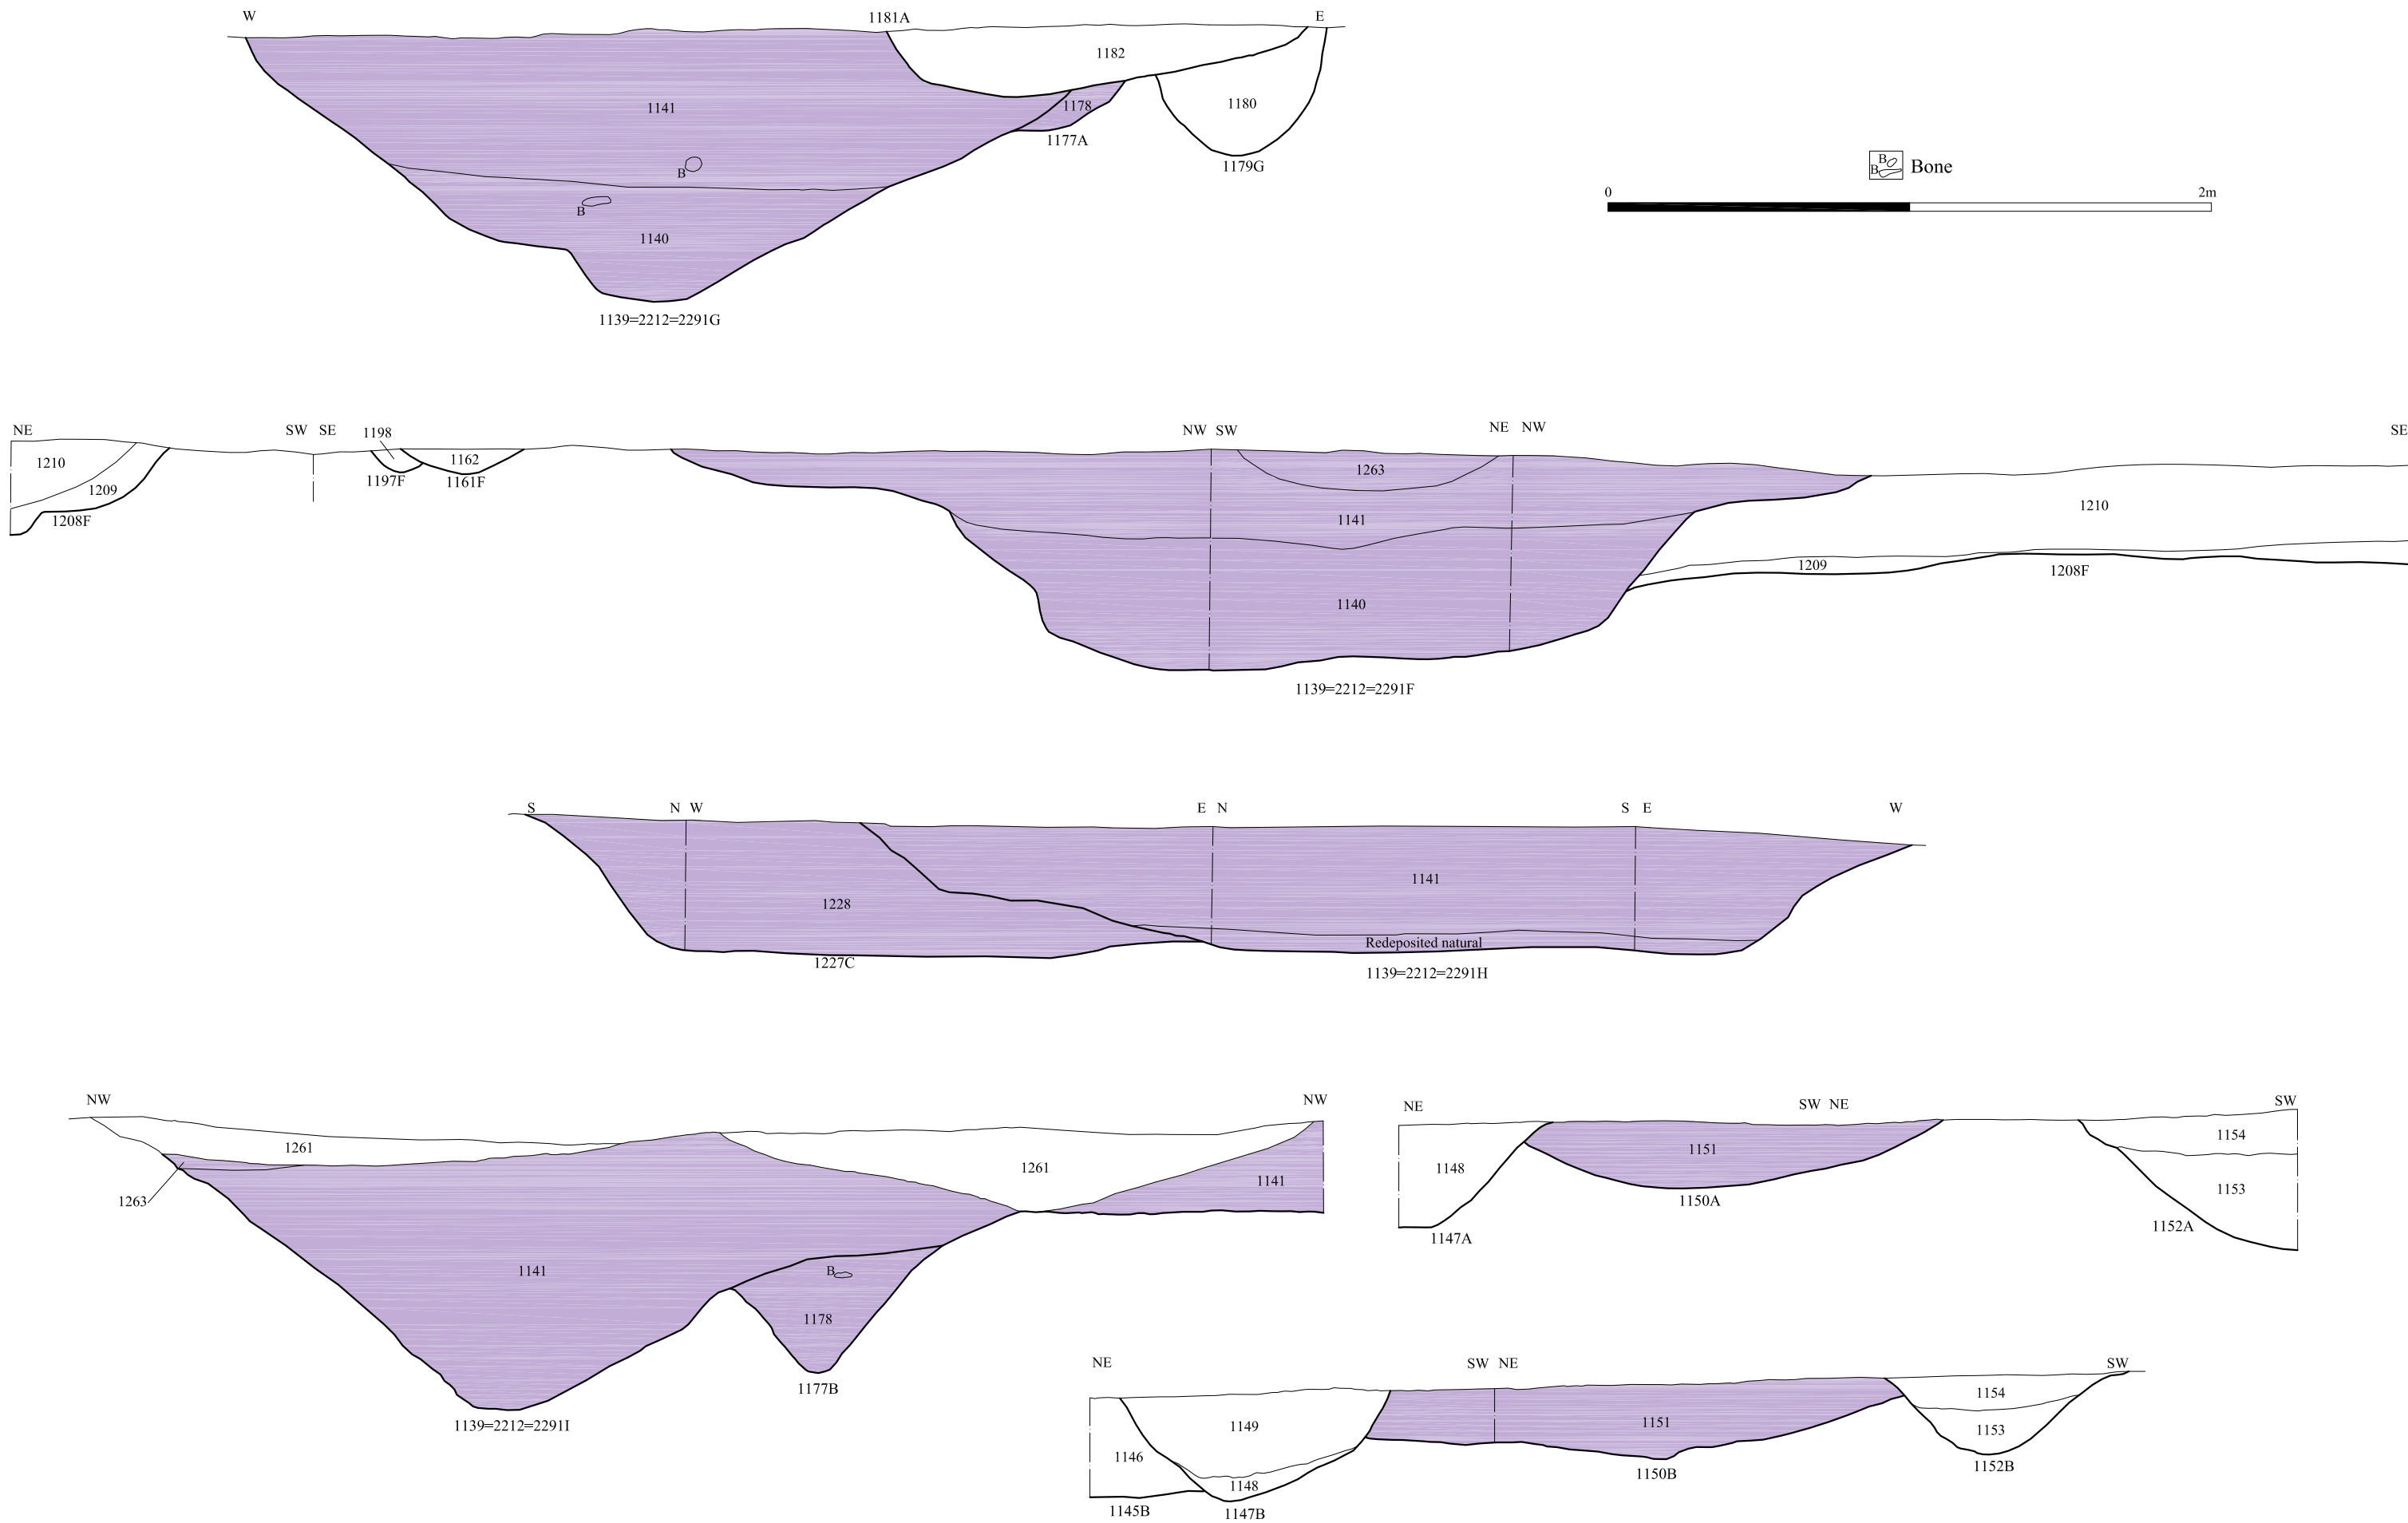 W
1181A
E
1182
1141
1178
1180
1177A
1179G
B
B
1140
1139=2212=2291G
B
B
Bone
0
2m
NE
SW SE
1198
NW SW
NE NW
SE
1210
1162
1263
1209
1197F
1161F
1208F
1141
1210
1209
1208F
1140
1139=2212=2291F
S
N W
E N
S E
W
1141
1228
Redeposited natural
1227C
1139=2212=2291H
NW
NW
1261
1261
1263
1141
1141
B
1178
1177B
1139=2212=2291I
NE
SW NE
SW
1148
1151
1154
1153
1150A
1147A
1152A
NE
SW NE
SW
1149
1154
1151
1146
1153
1148
1152B
1150B
1145B
1147B